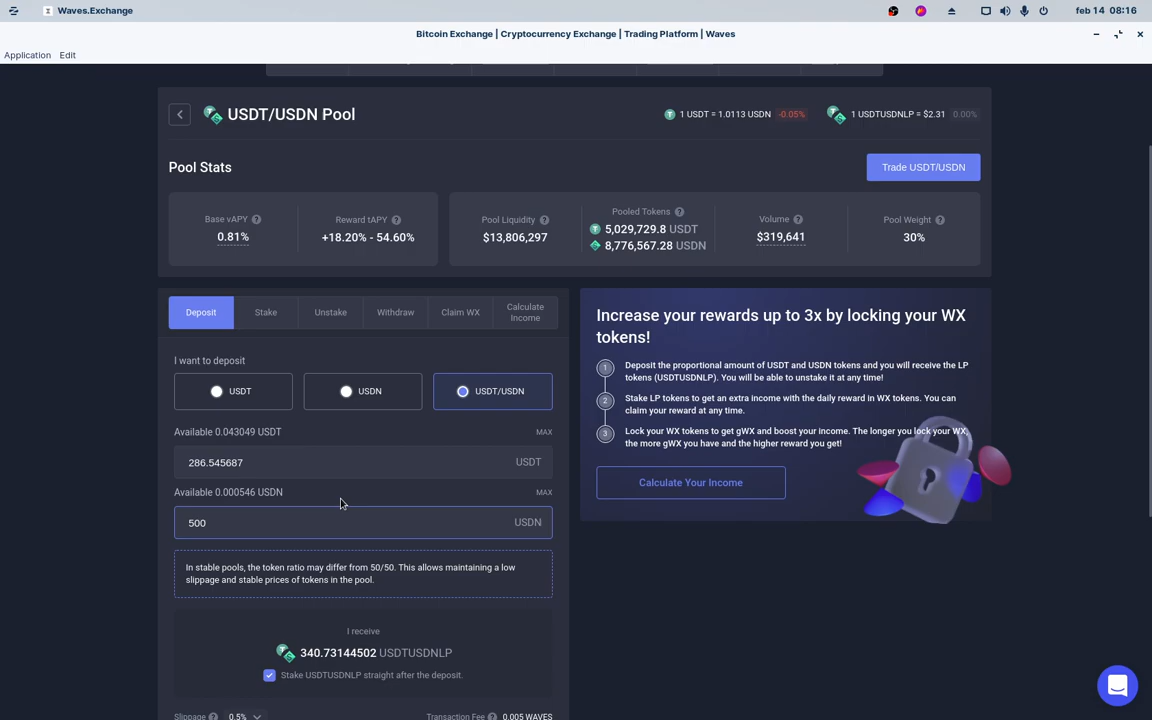 Waves.Exchange
feb 14 08:16
Bitcoin Exchange | Cryptocurrency Exchange | Trading Platform | Waves
Application Edit
USDT/USDN Pool
1 USDT = 1.0113 USDN -0.05%
1 USDTUSDNLP = $2.31 0.00%
Pool Stats
Trade USDT/USDN
Base vAPY ?
0.81%
Reward tAPY ?
+18.20% - 54.60%
Pool Liquidity ?
$13,806,297
Pooled Tokens ?
5,029,729.8 USDT
8,776,567.28 USDN
Volume ?
$319,641
Pool Weight ?
30%
Deposit
Stake
Unstake
Withdraw
Claim WX
Calculate
Income
I want to deposit
USDT
USDN
USDT/USDN
Available 0.043049 USDT MAX
286.545687 USDT
Available 0.000546 USDN MAX
500 USDN
In stable pools, the token ratio may differ from 50/50. This allows maintaining a low
slippage and stable prices of tokens in the pool.
I receive
340.73144502 USDTUSDNLP
Stake USDTUSDNLP straight after the deposit.
Slippage ? 0.5%
Transaction Fee ? 0.005 WAVES
Increase your rewards up to 3x by locking your WX
tokens!
1 Deposit the proportional amount of USDT and USDN tokens and you will receive the LP
tokens (USDTUSDNLP). You will be able to unstake it at any time!
2 Stake LP tokens to get an extra income with the daily reward in WX tokens. You can
claim your reward at any time.
3 Lock your WX tokens to get gWX and boost your income. The longer you lock your WX,
the more gWX you have and the higher reward you get!
Calculate Your Income